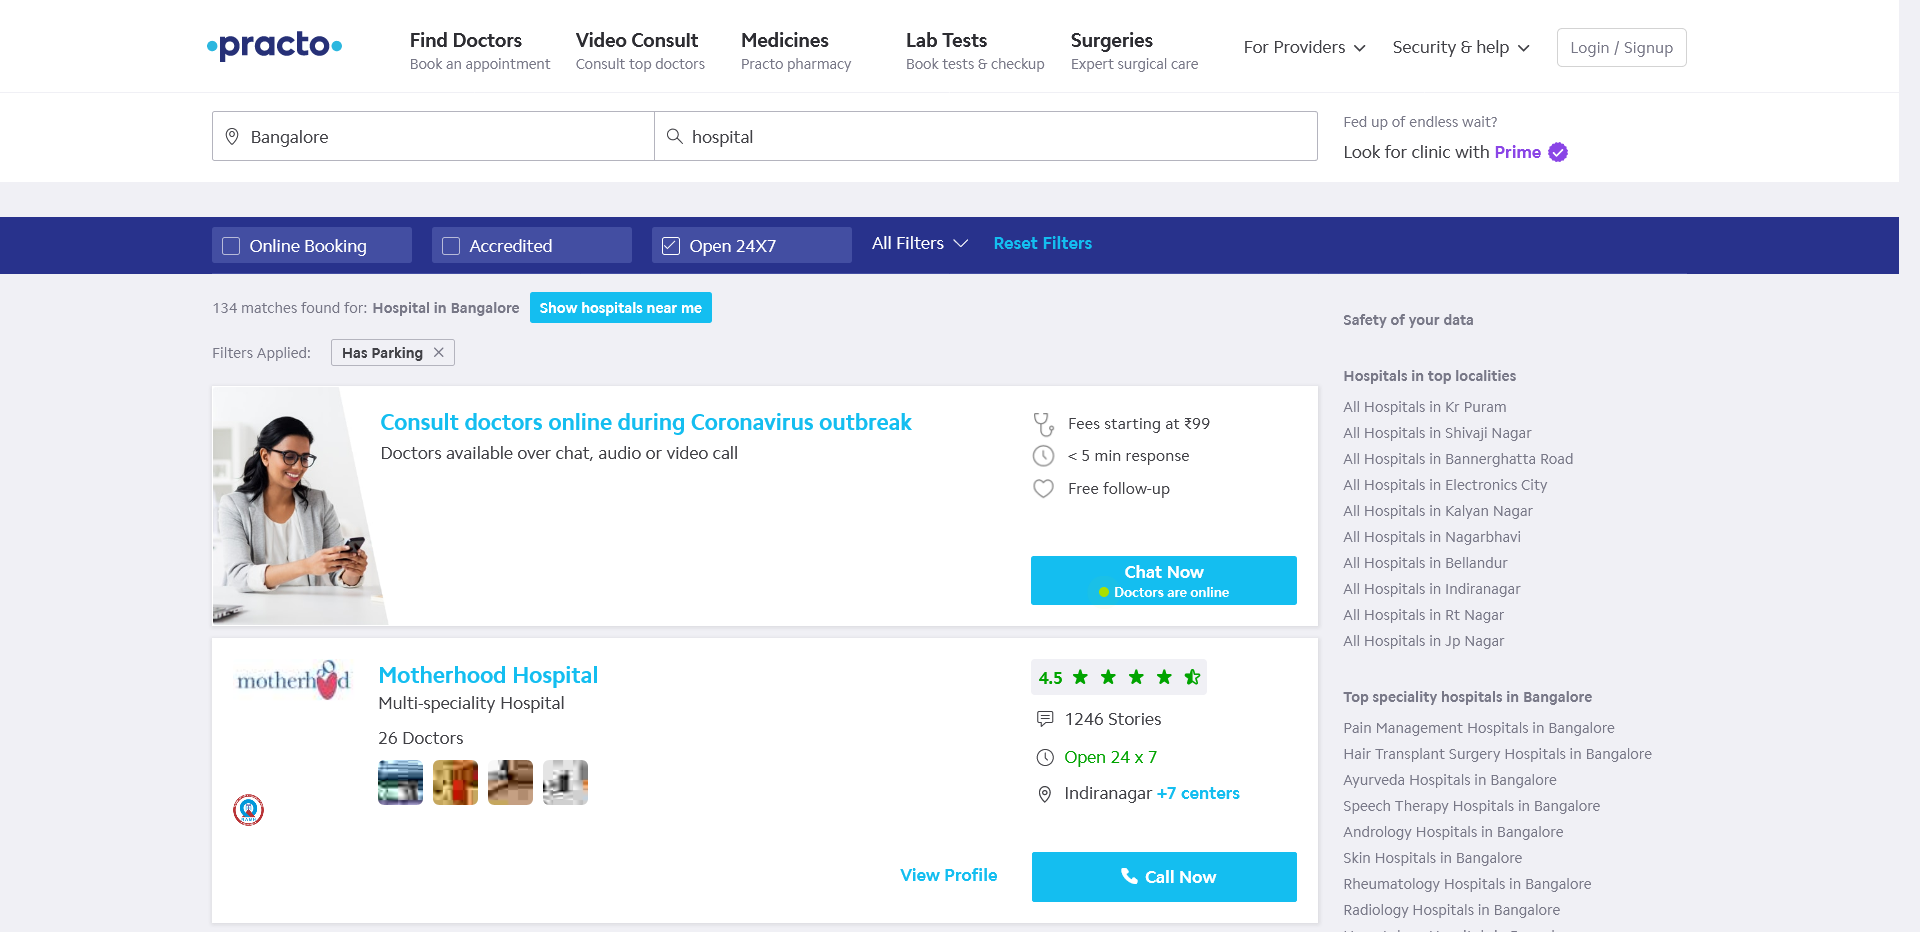 practo
Find Doctors
Book an appointment
Video Consult
Consult top doctors
Medicines
Practo pharmacy
Lab Tests
Book tests & checkup
Surgeries
Expert surgical care
For Providers
Security & help
Login / Signup
Bangalore
hospital
Fed up of endless wait?
Look for clinic with Prime
Online Booking
Accredited
Open 24X7
All Filters
Reset Filters
134 matches found for: Hospital in Bangalore
Show hospitals near me
Filters Applied:
Has Parking
Consult doctors online during Coronavirus outbreak
Doctors available over chat, audio or video call
Fees starting at ₹99
< 5 min response
Free follow-up
Chat Now
Doctors are online
motherhood
Motherhood Hospital
Multi-speciality Hospital
26 Doctors
4.5
1246 Stories
Open 24 x 7
Indiranagar +7 centers
View Profile
Call Now
Safety of your data
Hospitals in top localities
All Hospitals in Kr Puram
All Hospitals in Shivaji Nagar
All Hospitals in Bannerghatta Road
All Hospitals in Electronics City
All Hospitals in Kalyan Nagar
All Hospitals in Nagarbhavi
All Hospitals in Bellandur
All Hospitals in Indiranagar
All Hospitals in Rt Nagar
All Hospitals in Jp Nagar
Top speciality hospitals in Bangalore
Pain Management Hospitals in Bangalore
Hair Transplant Surgery Hospitals in Bangalore
Ayurveda Hospitals in Bangalore
Speech Therapy Hospitals in Bangalore
Andrology Hospitals in Bangalore
Skin Hospitals in Bangalore
Rheumatology Hospitals in Bangalore
Radiology Hospitals in Bangalore